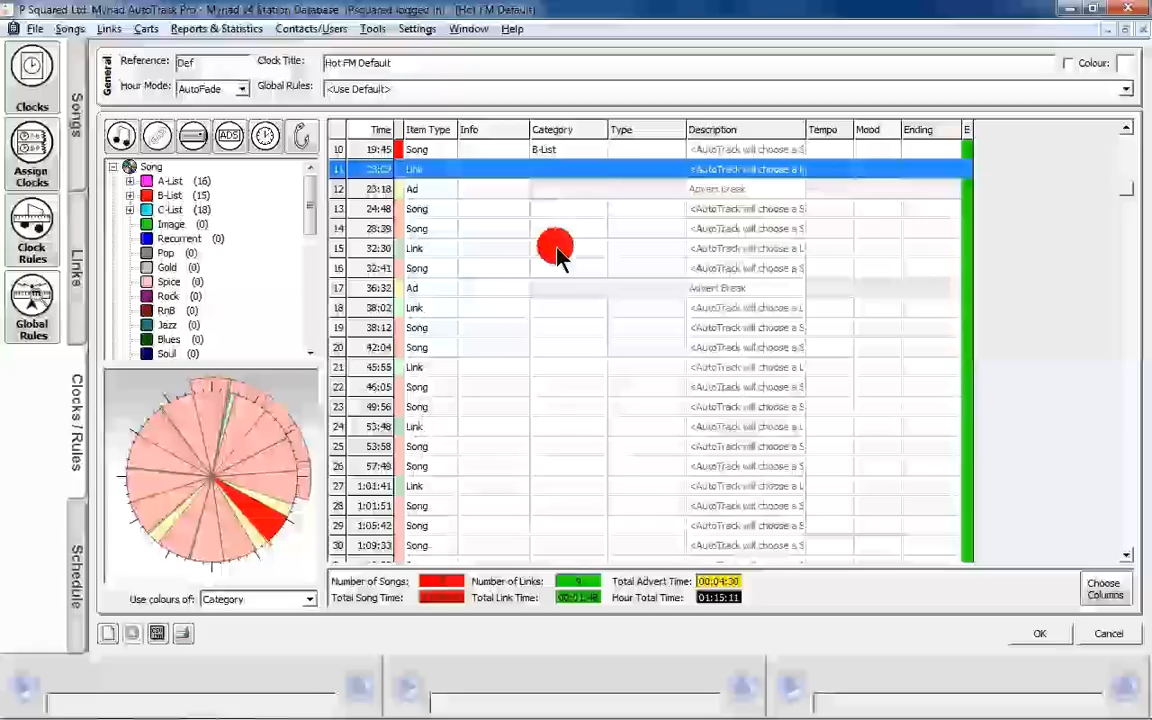 P Squared Ltd. Myriad AutoTrack Pro - Myriad v4 Station Database (Psquared logged in) - [Hot FM Default]
File Songs Links Carts Reports & Statistics Contacts/Users Tools Settings Window Help
Clocks
Assign Clocks
Clock Rules
Global Rules
Songs
Links
Clocks / Rules
Schedule
General
Reference: Def Clock Title: Hot FM Default Colour:
Hour Mode: AutoFade Global Rules: <Use Default>
ADS
Song
A-List (16)
B-List (15)
C-List (18)
Image (0)
Recurrent (0)
Pop (0)
Gold (0)
Spice (0)
Rock (0)
RnB (0)
Jazz (0)
Blues (0)
Soul (0)
Use colours of: Category
Time Item Type Info Category Type Description Tempo Mood Ending E
10 19:45 Song B-List <AutoTrack will choose a S
11 Link <AutoTrack will choose a
12 23:18 Ad Advert Break
13 24:48 Song <AutoTrack will choose a S
14 28:39 Song <AutoTrack will choose a S
15 32:30 Link <AutoTrack will choose a L
16 32:41 Song <AutoTrack will choose a S
17 36:32 Ad Advert Break
18 38:02 Link <AutoTrack will choose a L
19 38:12 Song <AutoTrack will choose a S
20 42:04 Song <AutoTrack will choose a S
21 45:55 Link <AutoTrack will choose a L
22 46:05 Song <AutoTrack will choose a S
23 49:56 Song <AutoTrack will choose a S
24 53:48 Link <AutoTrack will choose a L
25 53:58 Song <AutoTrack will choose a S
26 57:49 Song <AutoTrack will choose a S
27 1:01:41 Link <AutoTrack will choose a L
28 1:01:51 Song <AutoTrack will choose a S
29 1:05:42 Song <AutoTrack will choose a S
30 1:09:33 Song <AutoTrack will choose a S
Number of Songs: Number of Links: 9 Total Advert Time: 00:04:30
Total Song Time: Total Link Time: 00:01:48 Hour Total Time: 01:15:11
Choose Columns
OK Cancel